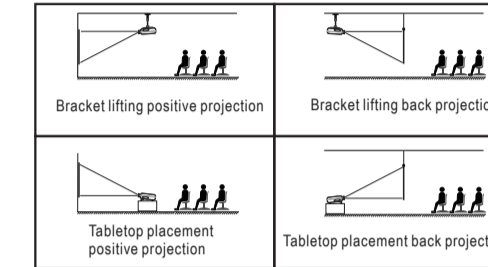 Bracket lifting positive projection
Bracket lifting back projectio
Tabletop placement
positive projection
Tabletop placement back project